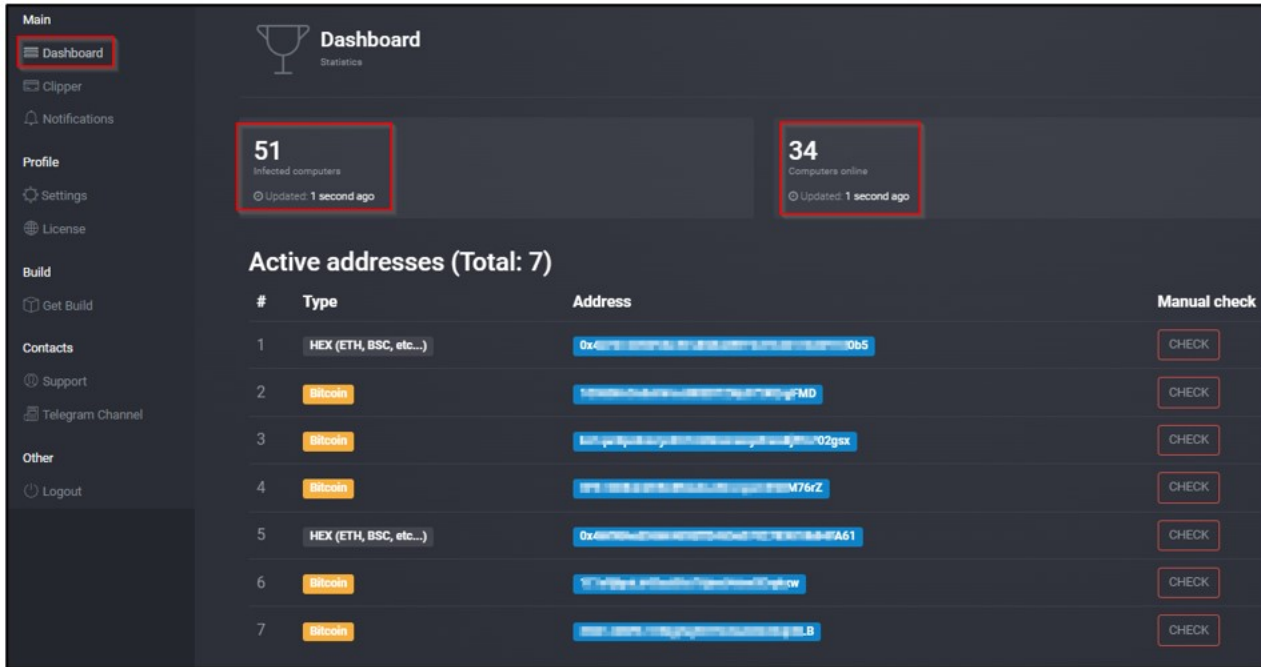 Main
Dashboard
Clipper
Notifications
Profile
Settings
License
Build
Get Build
Contacts
Support
Telegram Channel
Other
Logout
Dashboard
Statistics
51
Infected computers
Updated: 1 second ago
34
Computers online
Updated: 1 second ago
Active addresses (Total: 7)
# Type Address Manual check
1 HEX (ETH, BSC, etc...) 0x4 0b5 CHECK
2 Bitcoin FMD CHECK
3 Bitcoin 02gsx CHECK
4 Bitcoin M76rZ CHECK
5 HEX (ETH, BSC, etc...) 0x4 A61 CHECK
6 Bitcoin CHECK
7 Bitcoin CHECK